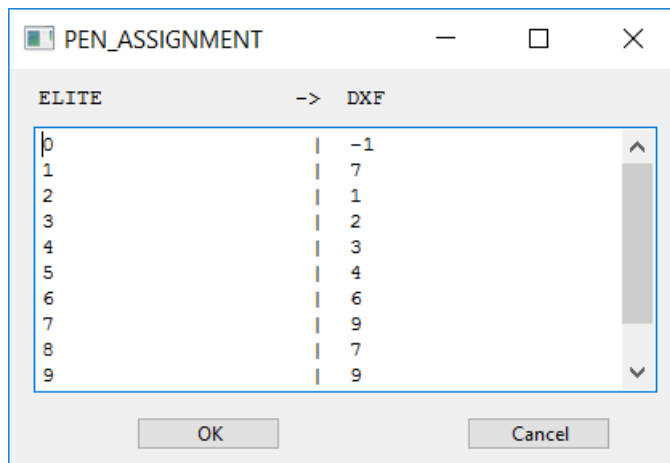 PEN_ASSIGNMENT
ELITE -> DXF
0 | -1
1 | 7
2 | 1
3 | 2
4 | 3
5 | 4
6 | 6
7 | 9
8 | 7
9 | 9
OK Cancel